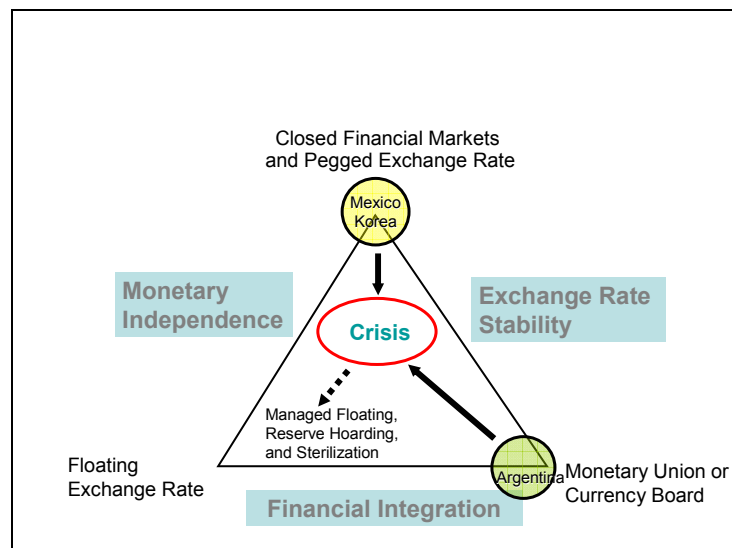 Closed Financial Markets
and Pegged Exchange Rate
Mexico
Korea
Monetary
Independence
Exchange Rate
Stability
Crisis
Managed Floating,
Reserve Hoarding,
and Sterilization
Floating
Exchange Rate
Argentina
Monetary Union or
Currency Board
Financial Integration